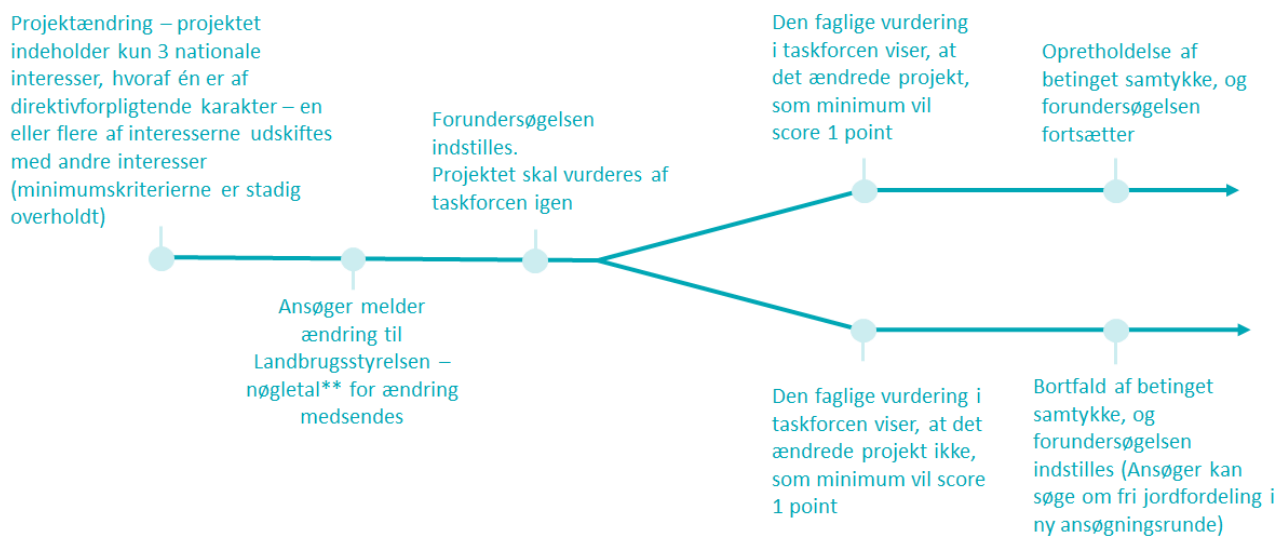 Projektændring – projektet
indeholder kun 3 nationale
interesser, hvoraf én er af
direktivforpligtende karakter – en
eller flere af interesserne udskiftes
med andre interesser
(minimumskriterierne er stadig
overholdt)
Ansøger melder
ændring til
Landbrugsstyrelsen –
nøgletal** for ændring
medsendes
Forundersøgelsen
indstilles.
Projektet skal vurderes af
taskforcen igen
Den faglige vurdering
i taskforcen viser, at
det ændrede projekt,
som minimum vil
score 1 point
Opretholdelse af
betinget samtykke, og
forundersøgelsen
fortsætter
Den faglige vurdering i
taskforcen viser, at det
ændrede projekt ikke,
som minimum vil score
1 point
Bortfald af betinget
samtykke, og
forundersøgelsen
indstilles (Ansøger kan
søge om fri jordfordeling i
ny ansøgningsrunde)